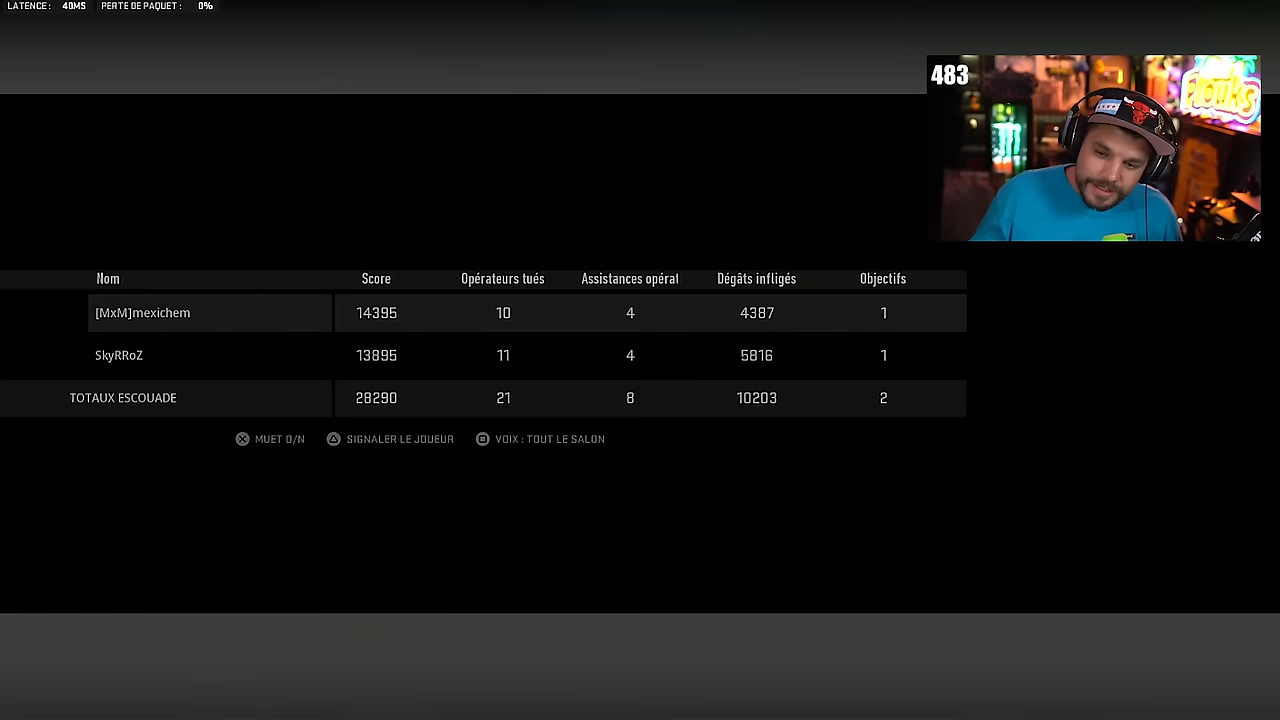 LATENCE : 40MS PERTE DE PAQUET : 0%
483
Plouks
Nom Score Opérateurs tués Assistances opérat Dégâts infligés Objectifs
[MxM]mexichem 14395 10 4 4387 1
SkyRRoZ 13895 11 4 5816 1
TOTAUX ESCOUADE 28290 21 8 10203 2
MUET O/N SIGNALER LE JOUEUR VOIX : TOUT LE SALON